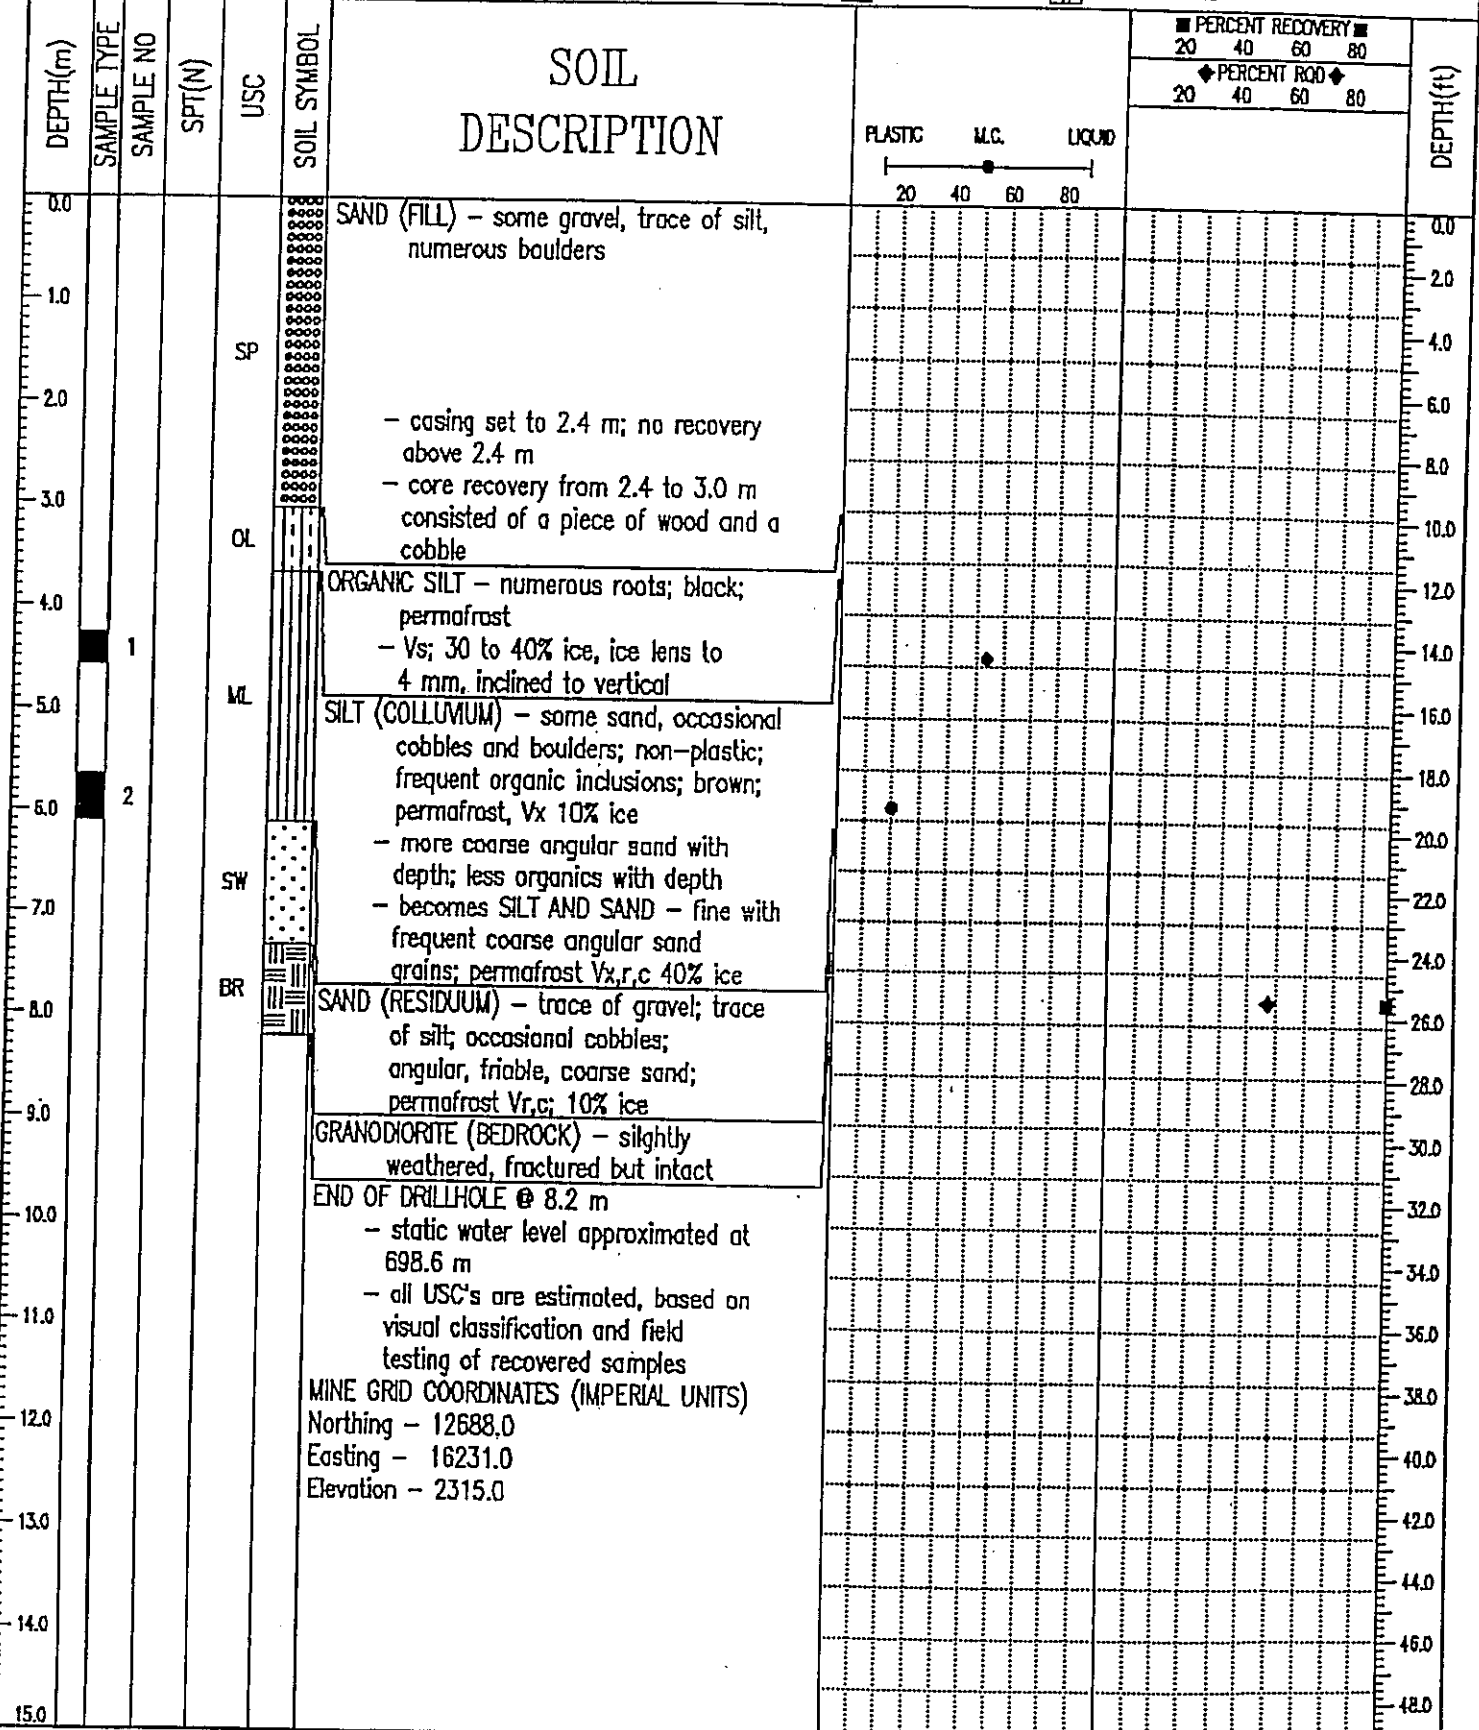 DEPTH(m)
SAMPLE TYPE
SAMPLE NO
SPT(N)
USC
SOIL SYMBOL
SOIL
DESCRIPTION
PLASTIC M.C. LIQUID
20 40 60 80
■ PERCENT RECOVERY ■
20 40 60 80
◆ PERCENT RQD ◆
20 40 60 80
DEPTH(ft)
0.0
1.0
2.0
3.0
4.0
5.0
6.0
7.0
8.0
9.0
10.0
11.0
12.0
13.0
14.0
15.0
1
2
SP
OL
ML
SW
BR
SAND (FILL) – some gravel, trace of silt,
numerous boulders
– casing set to 2.4 m; no recovery
above 2.4 m
– core recovery from 2.4 to 3.0 m
consisted of a piece of wood and a
cobble
ORGANIC SILT – numerous roots; black;
permafrost
– Vs; 30 to 40% ice, ice lens to
4 mm, inclined to vertical
SILT (COLLUVIUM) – some sand, occasional
cobbles and boulders; non-plastic;
frequent organic inclusions; brown;
permafrost, Vx 10% ice
– more coarse angular sand with
depth; less organics with depth
– becomes SILT AND SAND – fine with
frequent coarse angular sand
grains; permafrost Vx,r,c 40% ice
SAND (RESIDUUM) – trace of gravel; trace
of silt; occasional cobbles;
angular, friable, coarse sand;
permafrost Vr,c; 10% ice
GRANODIORITE (BEDROCK) – silghtly
weathered, fractured but intact
END OF DRILLHOLE @ 8.2 m
– static water level approximated at
698.6 m
– all USC's are estimated, based on
visual classification and field
testing of recovered samples
MINE GRID COORDINATES (IMPERIAL UNITS)
Northing – 12688.0
Easting – 16231.0
Elevation – 2315.0
0.0
2.0
4.0
6.0
8.0
10.0
12.0
14.0
16.0
18.0
20.0
22.0
24.0
26.0
28.0
30.0
32.0
34.0
36.0
38.0
40.0
42.0
44.0
46.0
48.0